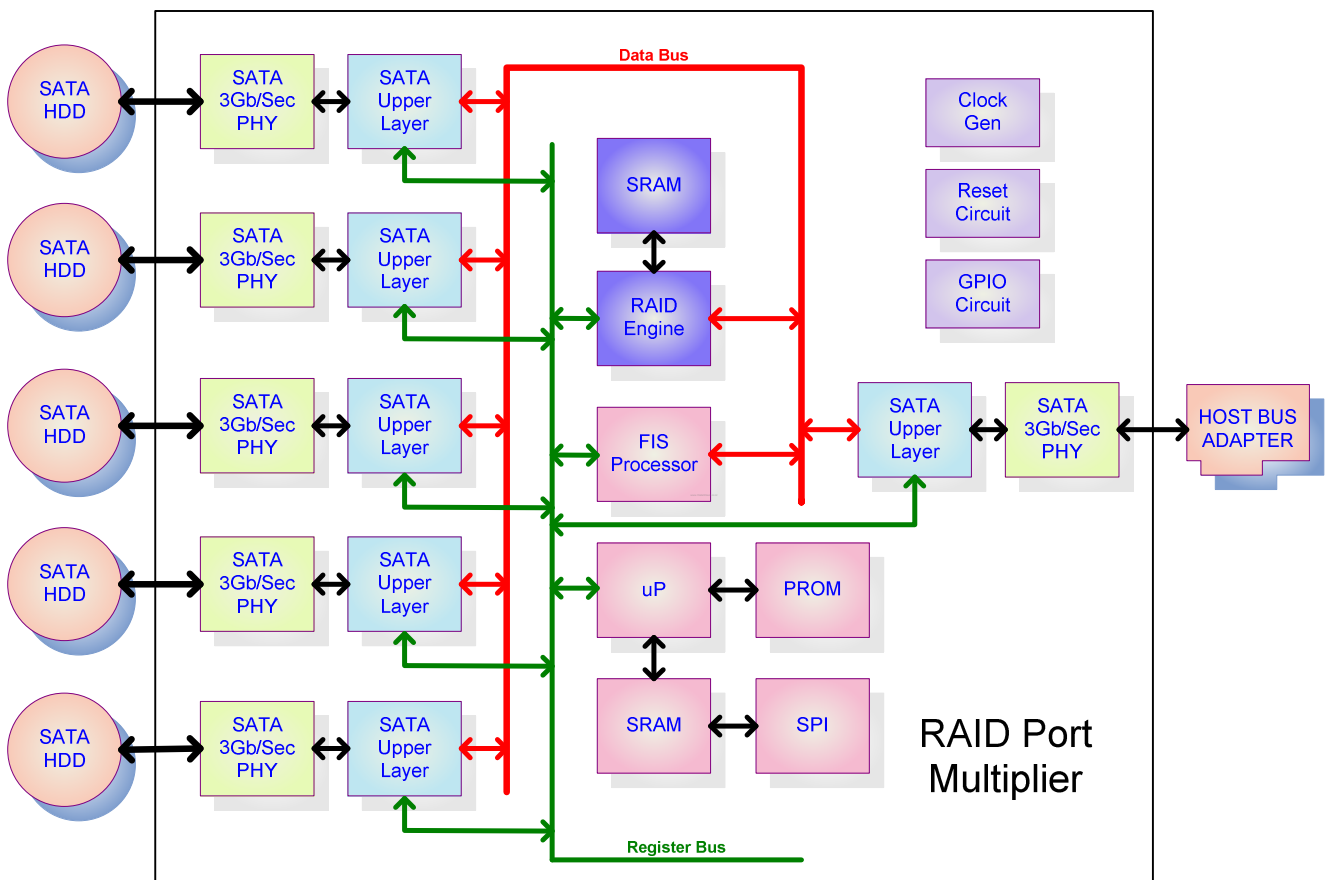 Data Bus
SATA
HDD
SATA
3Gb/Sec
PHY
SATA
Upper
Layer
Clock
Gen
SRAM
Reset
Circuit
SATA
HDD
SATA
3Gb/Sec
PHY
SATA
Upper
Layer
RAID
Engine
GPIO
Circuit
SATA
HDD
SATA
3Gb/Sec
PHY
SATA
Upper
Layer
FIS
Processor
SATA
Upper
Layer
SATA
3Gb/Sec
PHY
HOST BUS
ADAPTER
SATA
HDD
SATA
3Gb/Sec
PHY
SATA
Upper
Layer
uP
PROM
SATA
HDD
SATA
3Gb/Sec
PHY
SATA
Upper
Layer
SRAM
SPI
RAID Port
Multiplier
Register Bus